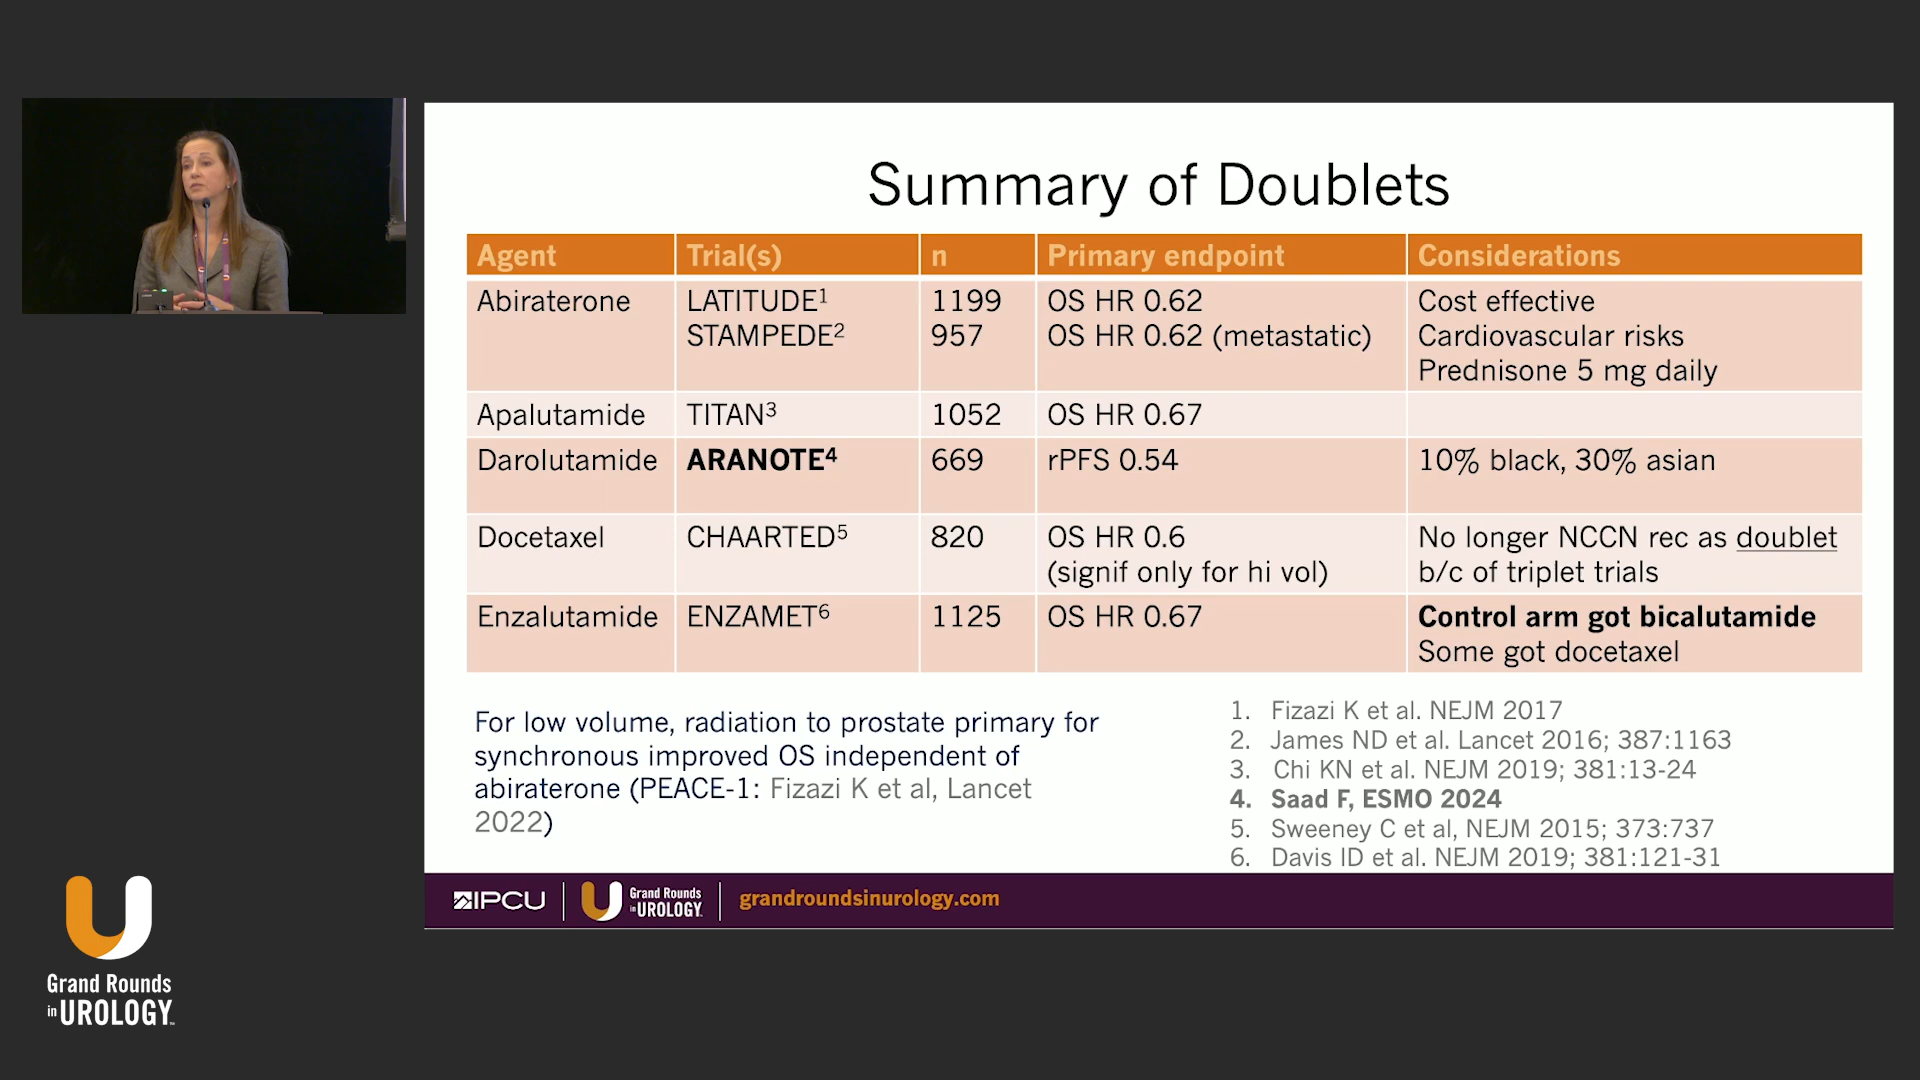 Summary of Doublets
Agent Trial(s) n Primary endpoint Considerations
Abiraterone LATITUDE1 1199 OS HR 0.62 Cost effective
STAMPEDE2 957 OS HR 0.62 (metastatic) Cardiovascular risks
Prednisone 5 mg daily
Apalutamide TITAN3 1052 OS HR 0.67
Darolutamide ARANOTE4 669 rPFS 0.54 10% black, 30% asian
Docetaxel CHAARTED5 820 OS HR 0.6 No longer NCCN rec as doublet
(signif only for hi vol) b/c of triplet trials
Enzalutamide ENZAMET6 1125 OS HR 0.67 Control arm got bicalutamide
Some got docetaxel
For low volume, radiation to prostate primary for
synchronous improved OS independent of
abiraterone (PEACE-1: Fizazi K et al, Lancet
2022)
1. Fizazi K et al. NEJM 2017
2. James ND et al. Lancet 2016; 387:1163
3. Chi KN et al. NEJM 2019; 381:13-24
4. Saad F, ESMO 2024
5. Sweeney C et al, NEJM 2015; 373:737
6. Davis ID et al. NEJM 2019; 381:121-31
IPCU
Grand Rounds
in UROLOGY
grandroundsinurology.com
Grand Rounds
in UROLOGY